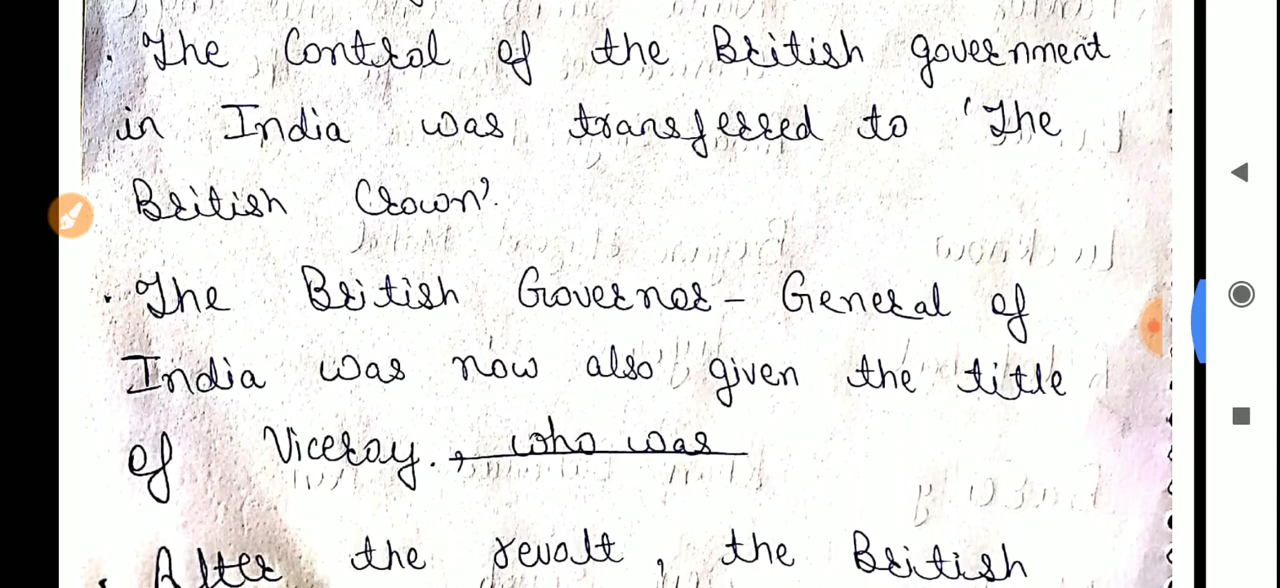 . The Control of the British government
in India was transferred to 'The
British Crown'.
. The British Governor - General of
India was now also given the title
of Viceroy. , who was
. After the revolt, the British